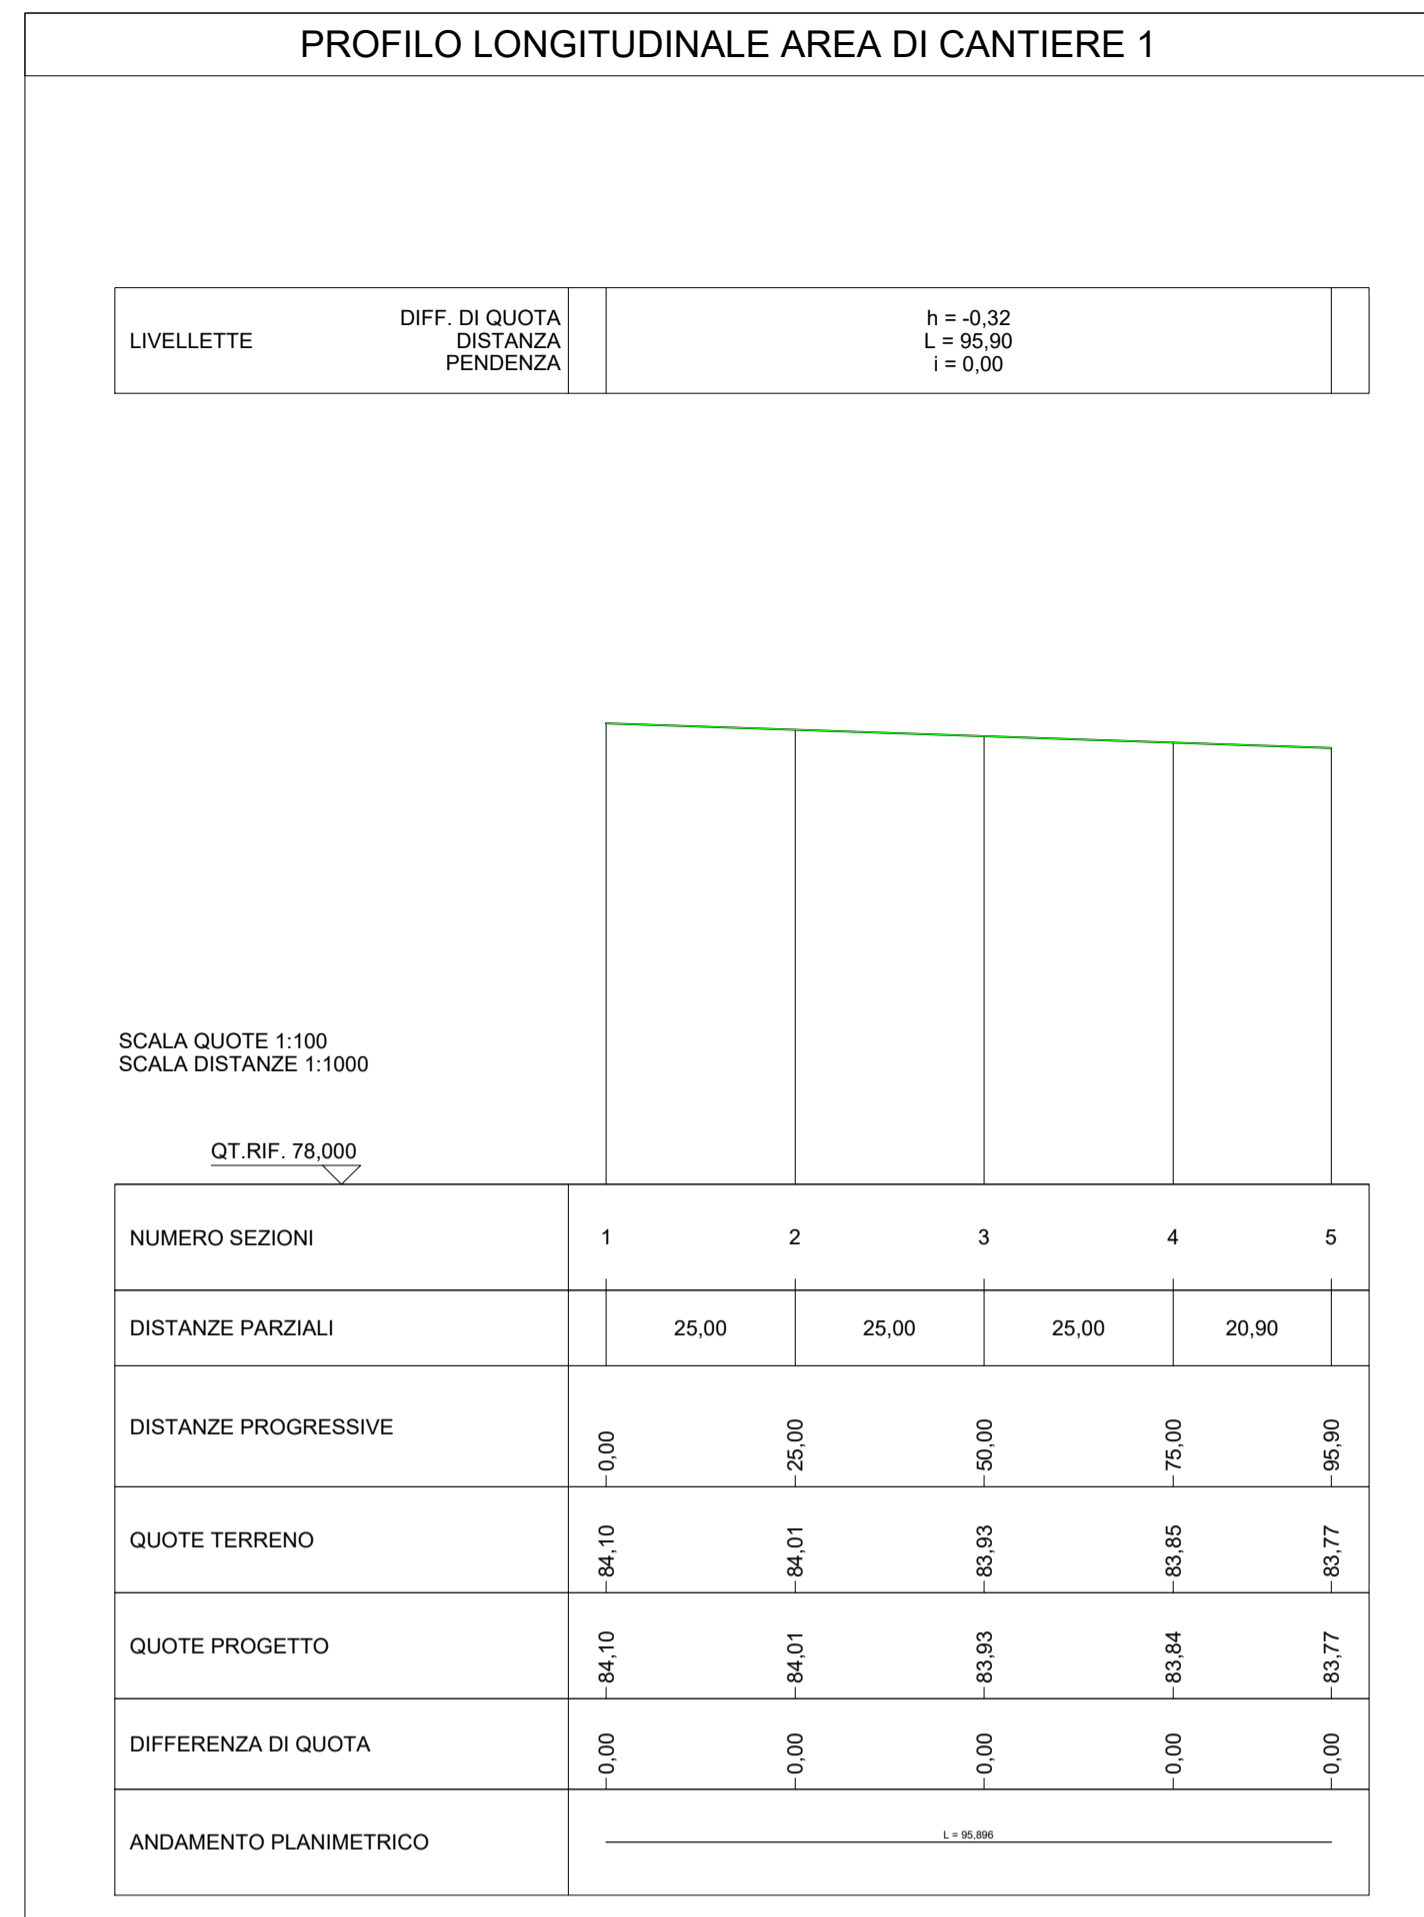 PROFILO LONGITUDINALE AREA DI CANTIERE 1
LIVELLETTE
DIFF. DI QUOTA
DISTANZA
PENDENZA
h = -0,32
L = 95,90
i = 0,00
SCALA QUOTE 1:100
SCALA DISTANZE 1:1000
QT.RIF. 78,000
NUMERO SEZIONI 1 2 3 4 5
DISTANZE PARZIALI 25,00 25,00 25,00 20,90
DISTANZE PROGRESSIVE 0,00 25,00 50,00 75,00 95,90
QUOTE TERRENO 84,10 84,01 83,93 83,85 83,77
QUOTE PROGETTO 84,10 84,01 83,93 83,84 83,77
DIFFERENZA DI QUOTA 0,00 0,00 0,00 0,00 0,00
ANDAMENTO PLANIMETRICO L = 95,896